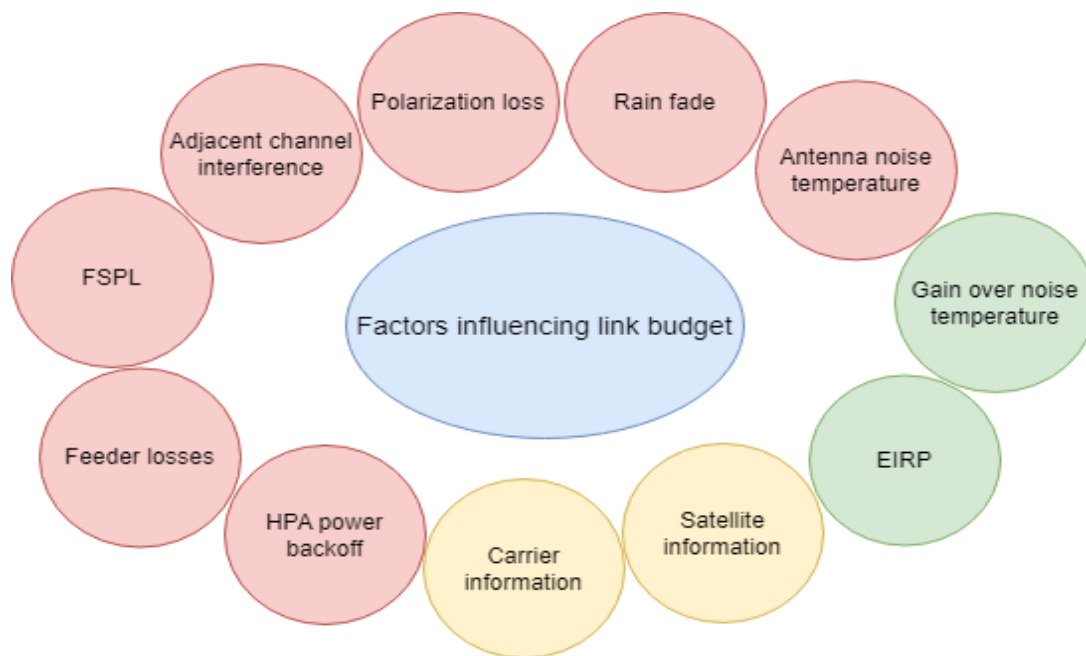 Polarization loss
Rain fade
Adjacent channel
interference
Antenna noise
temperature
FSPL
Gain over noise
temperature
Factors influencing link budget
Feeder losses
EIRP
HPA power
backoff
Satellite
information
Carrier
information